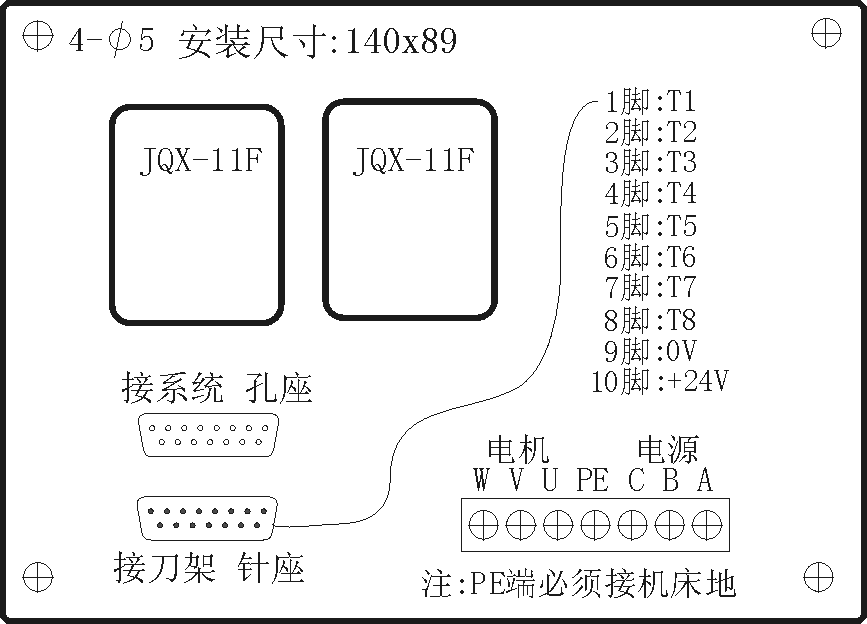 4-ϕ5 安装尺寸:140x89
JQX-11F
JQX-11F
1脚:T1
2脚:T2
3脚:T3
4脚:T4
5脚:T5
6脚:T6
7脚:T7
8脚:T8
9脚:0V
10脚:+24V
接系统 孔座
接刀架 针座
电机 电源
W V U PE C B A
注:PE端必须接机床地